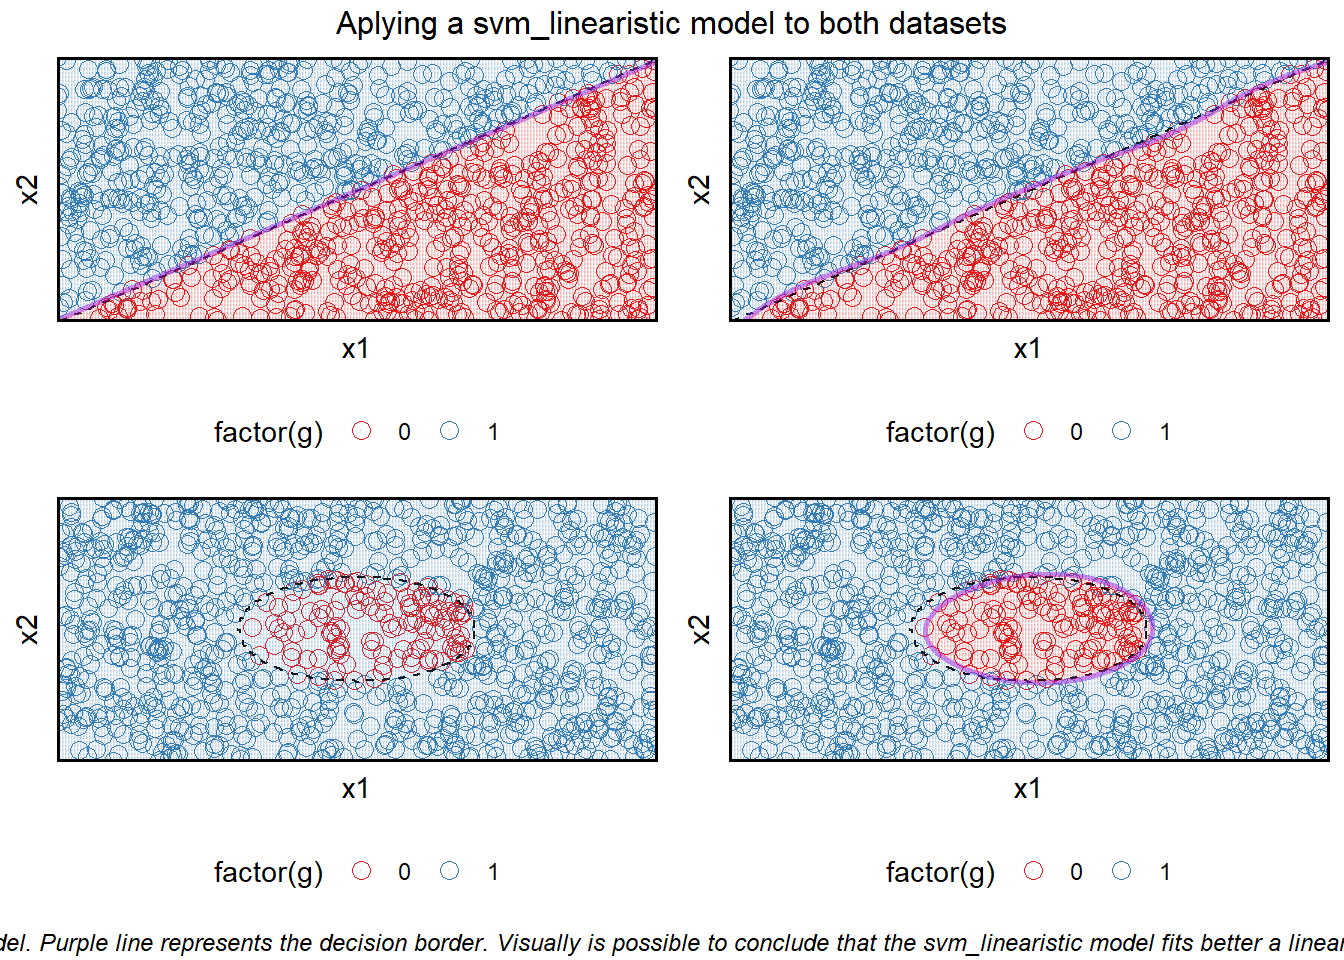 Aplying a svm_linearistic model to both datasets
x2
x2
x1
x1
factor(g) 0 1
factor(g) 0 1
x2
x2
x1
x1
factor(g) 0 1
factor(g) 0 1
del. Purple line represents the decision border. Visually is possible to conclude that the svm_linearistic model fits better a linear